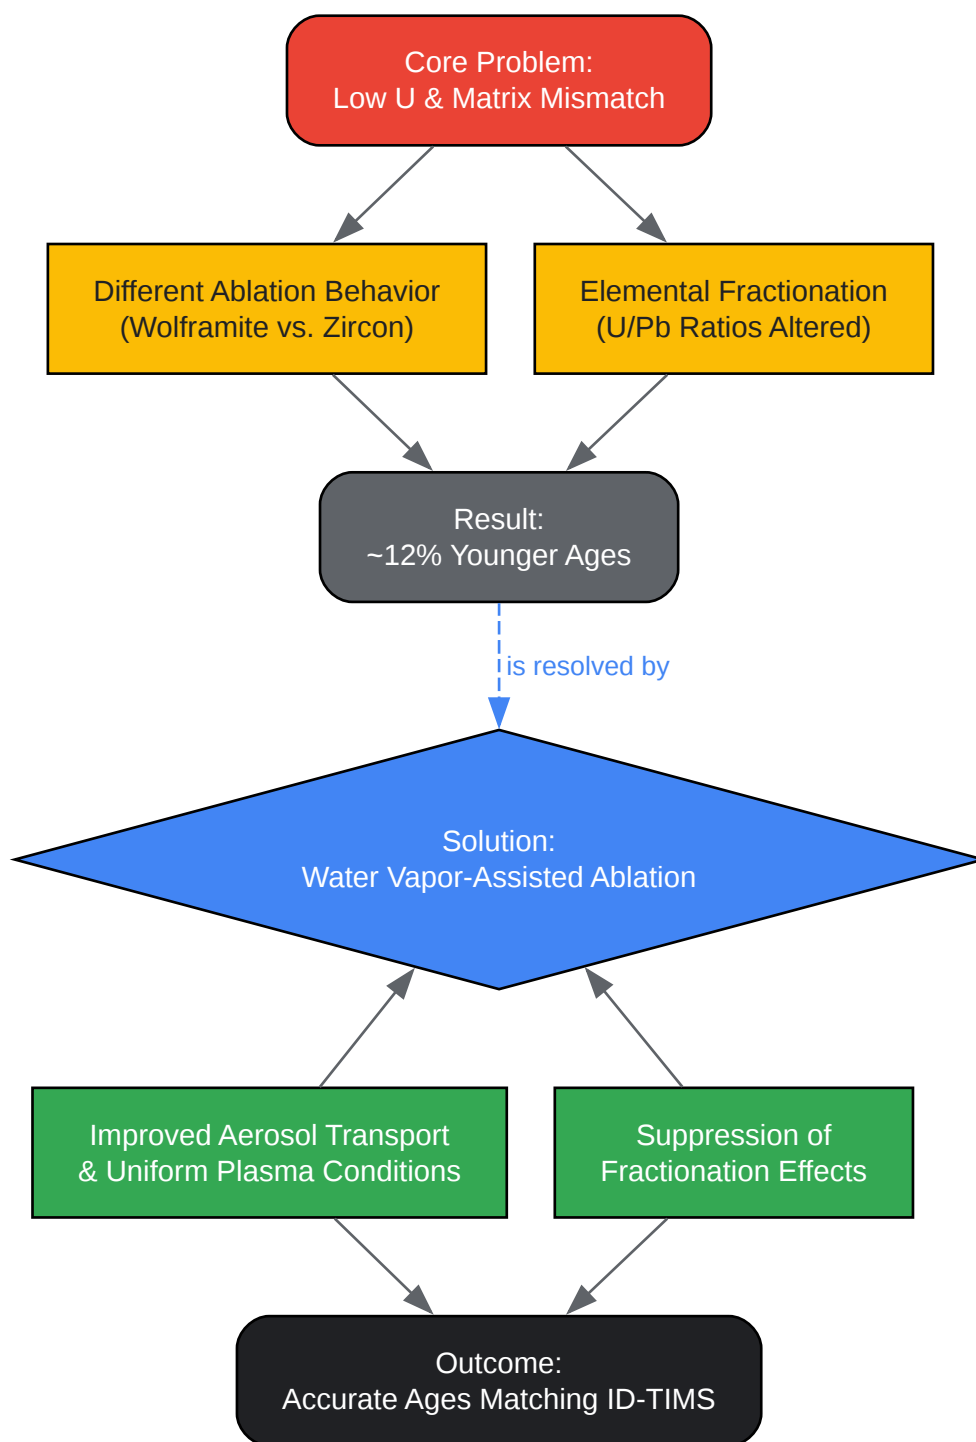 Core Problem:
Low U & Matrix Mismatch
Different Ablation Behavior
(Wolframite vs. Zircon)
Elemental Fractionation
(U/Pb Ratios Altered)
Result:
~12% Younger Ages
is resolved by
Solution:
Water Vapor-Assisted Ablation
Improved Aerosol Transport
& Uniform Plasma Conditions
Suppression of
Fractionation Effects
Outcome:
Accurate Ages Matching ID-TIMS